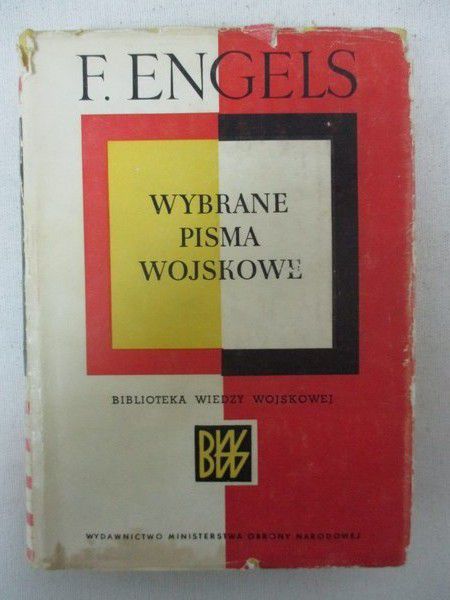 F. ENGELS
WYBRANE
PISMA
WOJSKOWE
BIBLIOTEKA WIEDZY WOJSKOWEJ
BWW
WYDAWNICTWO MINISTERSTWA OBRONY NARODOWEJ